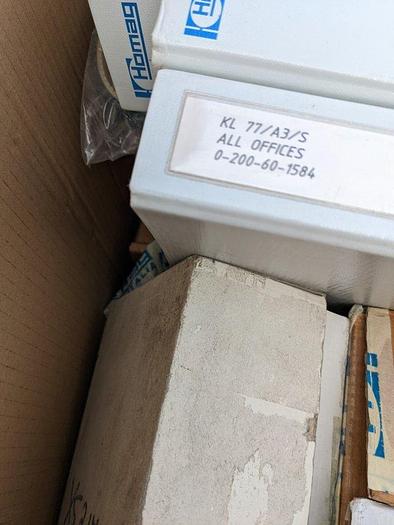 Homag
KL 77/A3/S
ALL OFFICES
0-200-60-1584